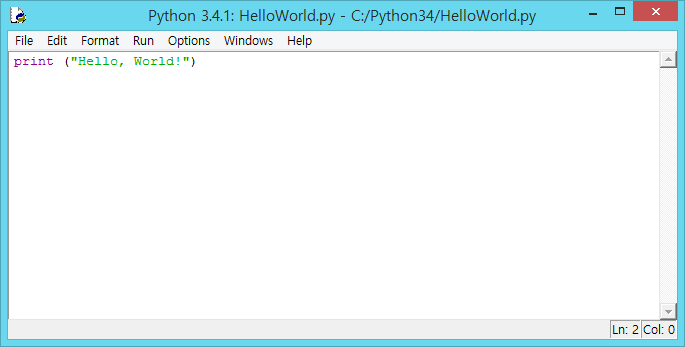 Python 3.4.1: HelloWorld.py - C:/Python34/HelloWorld.py
File Edit Format Run Options Windows Help
print ("Hello, World!")
Ln: 2 Col: 0